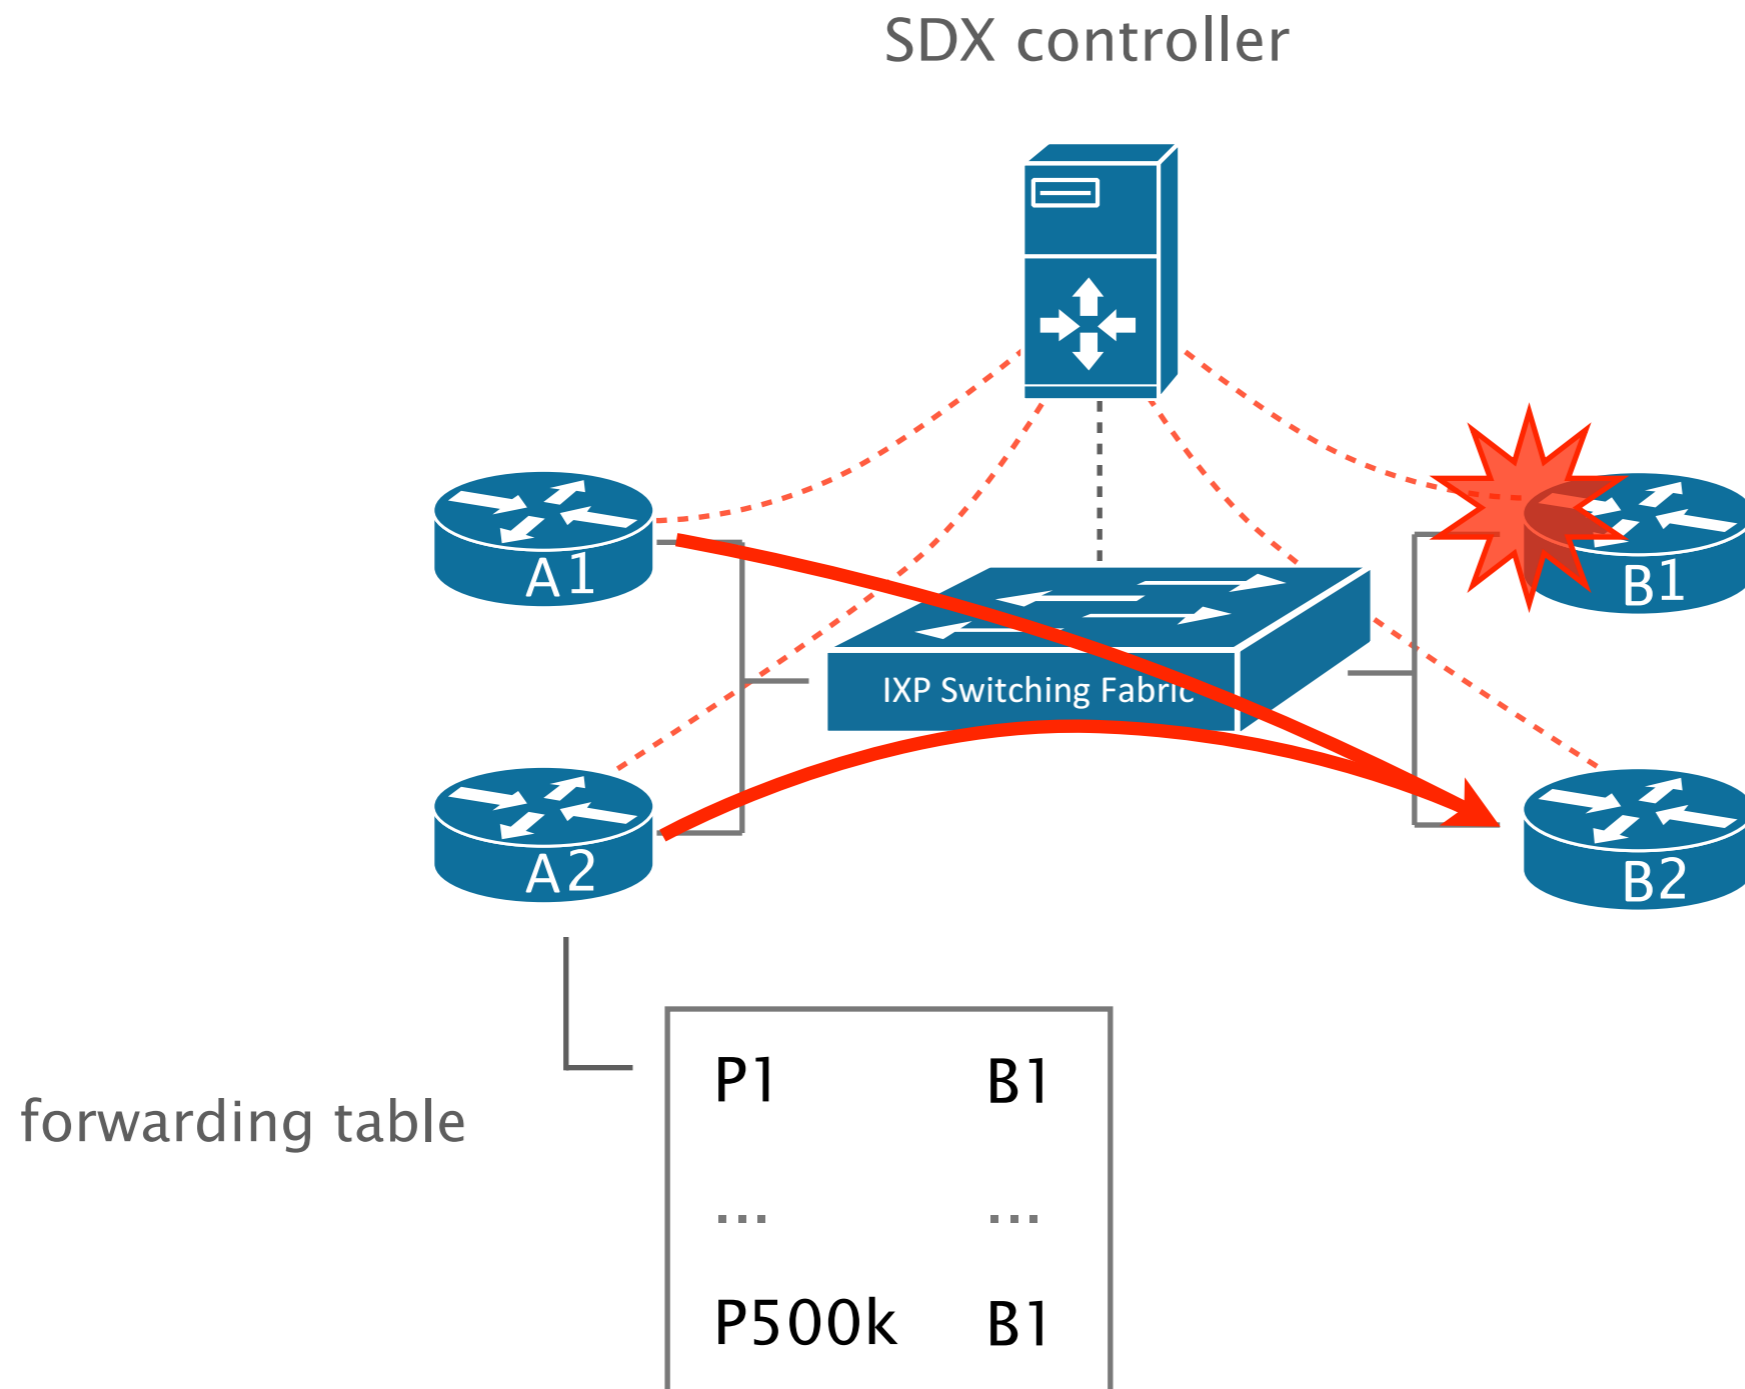 SDX controller
A1
B1
IXP Switching Fabric
A2
B2
forwarding table
P1 B1
... ...
P500k B1